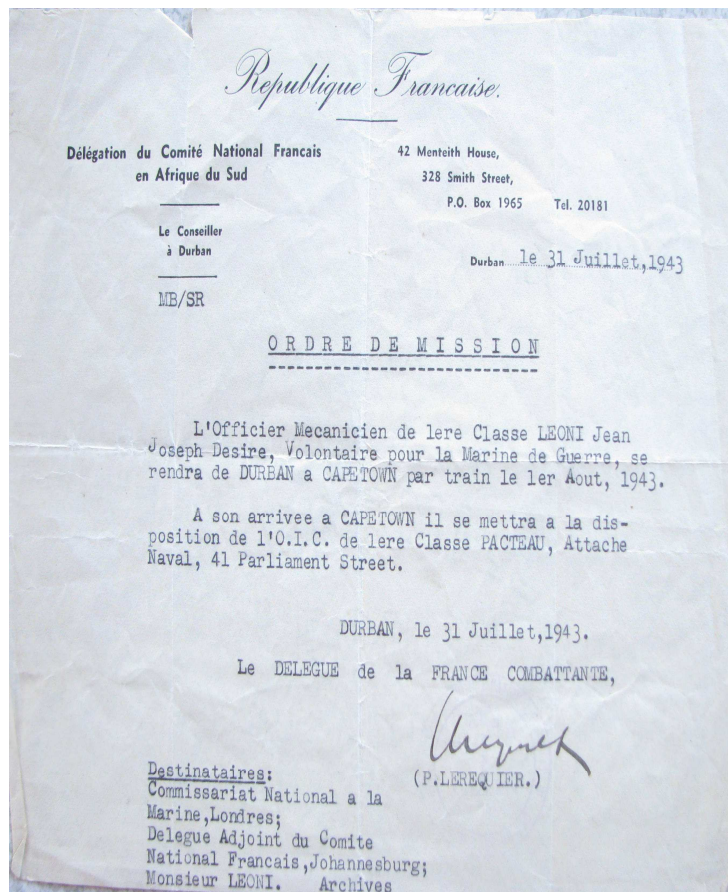 Republique Francaise.
Délégation du Comité National Francais
en Afrique du Sud
Le Conseiller
à Durban
MB/SR
42 Menteith House,
328 Smith Street,
P.O. Box 1965 Tel. 20181
Durban le 31 Juillet,1943
ORDRE DE MISSION
L'Officier Mecanicien de 1ere Classe LEONI Jean
Joseph Desire, Volontaire pour la Marine de Guerre, se
rendra de DURBAN a CAPETOWN par train le 1er Aout, 1943.
A son arrivee a CAPETOWN il se mettra a la dis-
position de l'O.I.C. de 1ere Classe PACTEAU, Attache
Naval, 41 Parliament Street.
DURBAN, le 31 Juillet,1943.
Le DELEGUE de la FRANCE COMBATTANTE,
(P.LEREQUIER.)
Destinataires:
Commissariat National a la
Marine,Londres;
Delegue Adjoint du Comite
National Francais,Johannesburg;
Monsieur LEONI. Archives